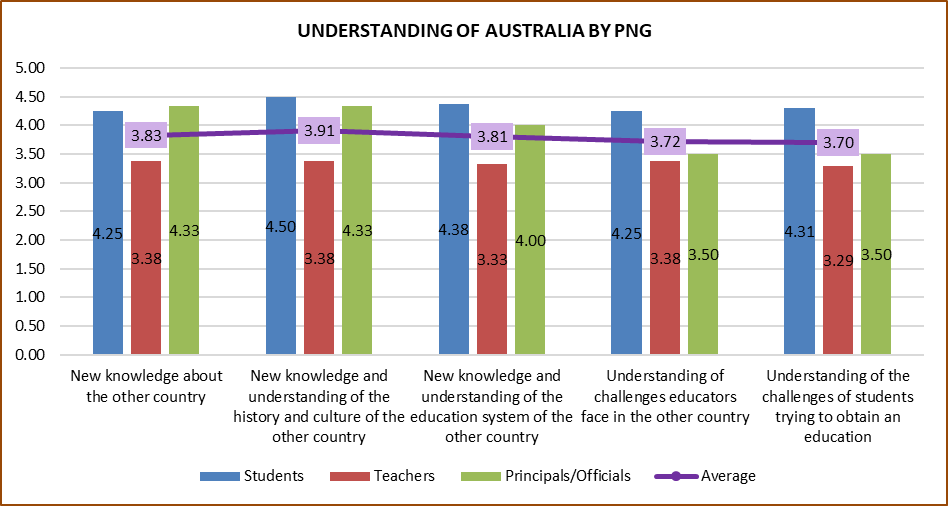 UNDERSTANDING OF AUSTRALIA BY PNG
5.00
4.50
4.00
3.50
3.00
2.50
2.00
1.50
1.00
0.50
0.00
3.83 3.91 3.81 3.72 3.70
4.25 3.38 4.33 4.50 3.38 4.33 4.38 3.33 4.00 4.25 3.38 3.50 4.31 3.29 3.50
New knowledge about
the other country
New knowledge and
understanding of the
history and culture of the
other country
New knowledge and
understanding of the
education system of the
other country
Understanding of
challenges educators
face in the other country
Understanding of the
challenges of students
trying to obtain an
education
Students Teachers Principals/Officials Average